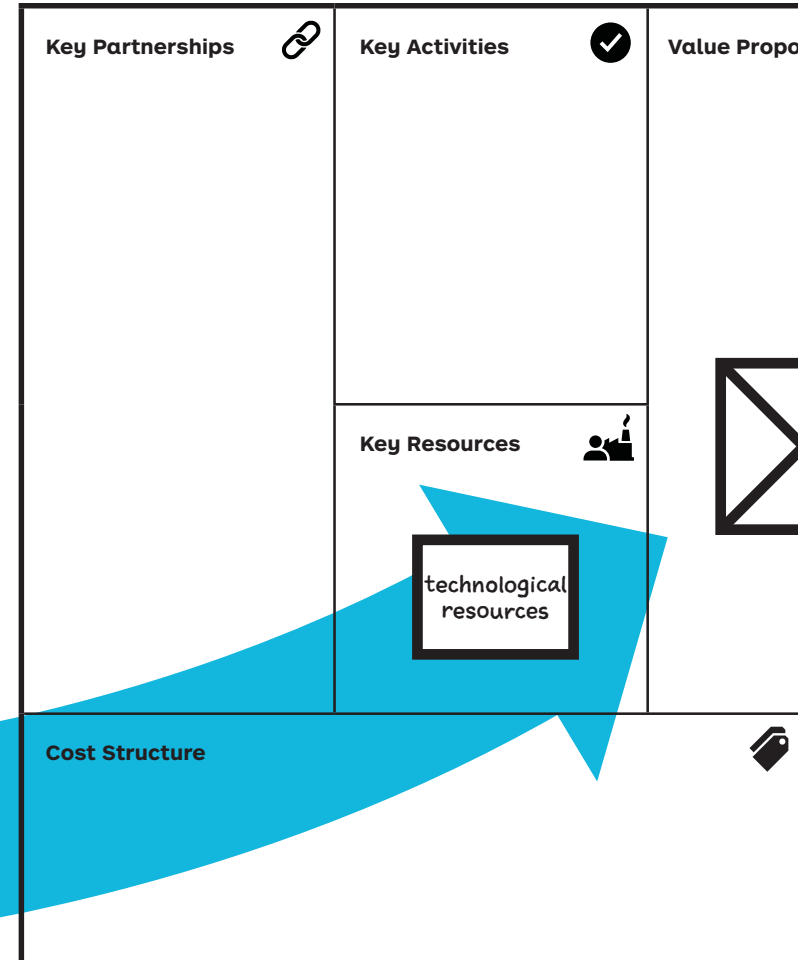 Key Partnerships
Key Activities
Value Propo
Key Resources
technological
resources
Cost Structure